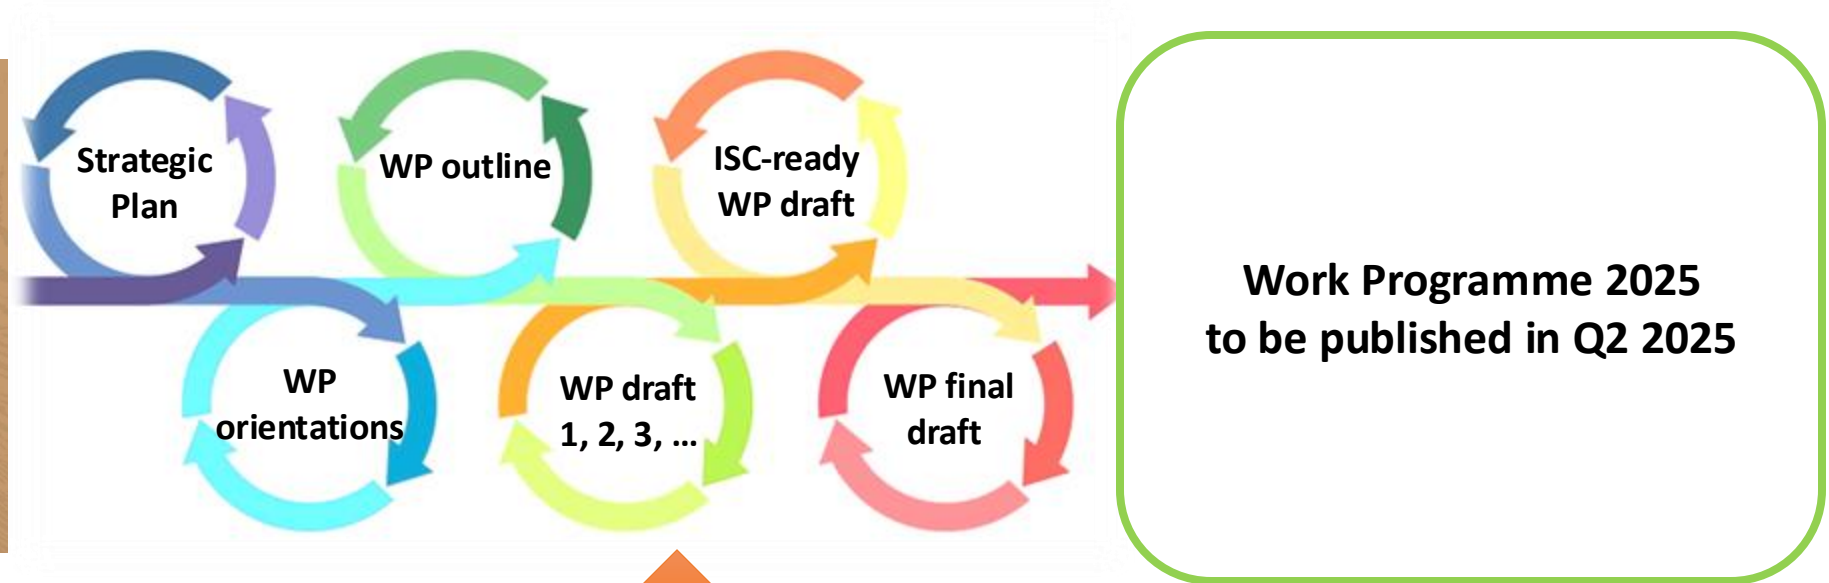 Strategic
Plan
WP
orientations
WP outline
WP draft
1, 2, 3, ...
ISC-ready
WP draft
WP final
draft
Work Programme 2025
to be published in Q2 2025